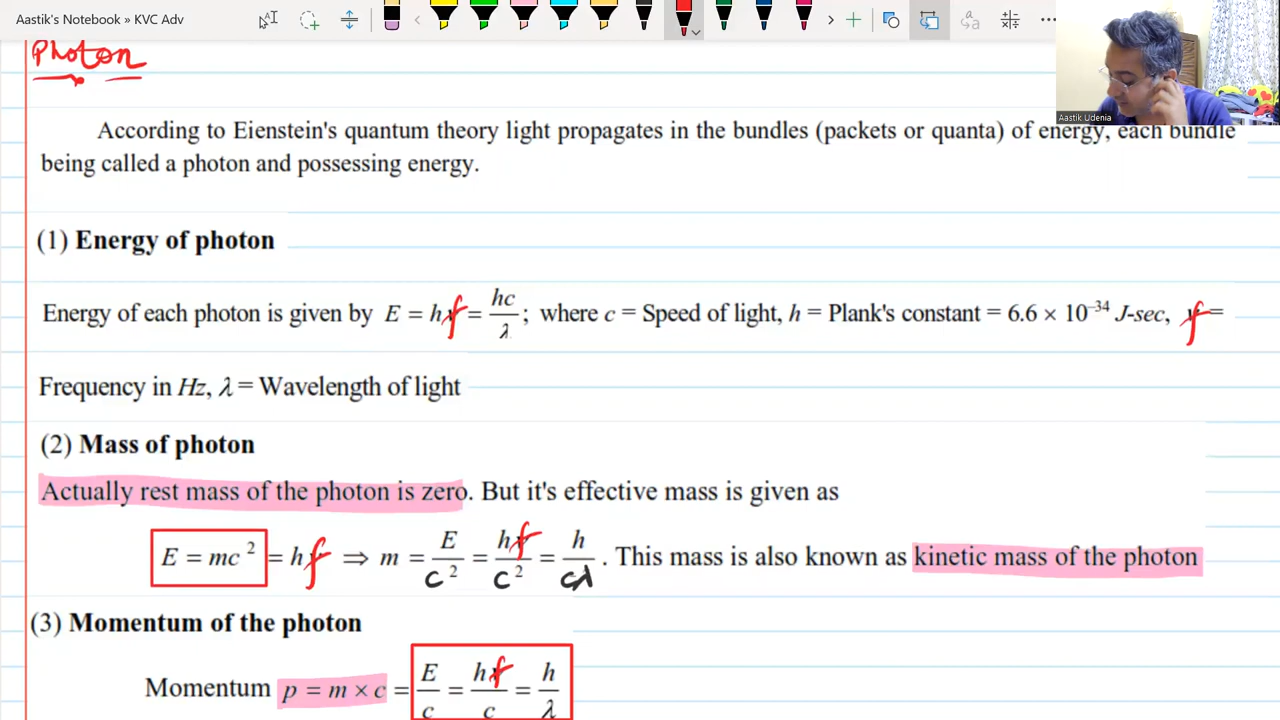 Aastik's Notebook » KVC Adv
Photon
Aastik Udenia
According to Eienstein's quantum theory light propagates in the bundles (packets or quanta) of energy, each bundle
being called a photon and possessing energy.
(1) Energy of photon
Energy of each photon is given by E = hf = hc/λ; where c = Speed of light, h = Plank's constant = 6.6 × 10⁻³⁴ J-sec, f =
Frequency in Hz, λ = Wavelength of light
(2) Mass of photon
Actually rest mass of the photon is zero. But it's effective mass is given as
E = mc² = hf ⇒ m = E/c² = hf/c² = h/cλ. This mass is also known as kinetic mass of the photon
(3) Momentum of the photon
Momentum p = m × c = E/c = hf/c = h/λ